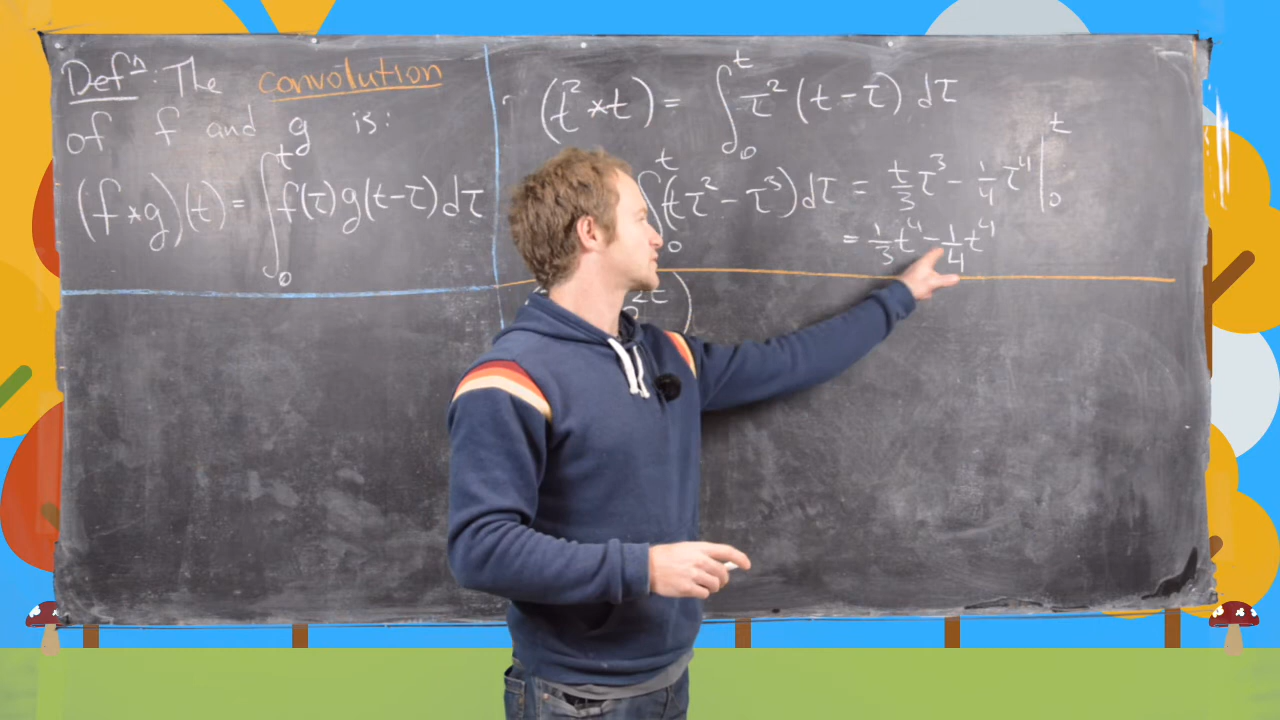 Defⁿ: The convolution
of f and g is:
(f*g)(t) = ∫₀ᵗ f(τ)g(t-τ)dτ
(t²*t) = ∫₀ᵗ τ²(t-τ) dτ
∫₀ᵗ(tτ²-τ³)dτ = t/3 τ³ - 1/4 τ⁴ |₀ᵗ
= 1/3 t⁴ - 1/4 t⁴
2t)